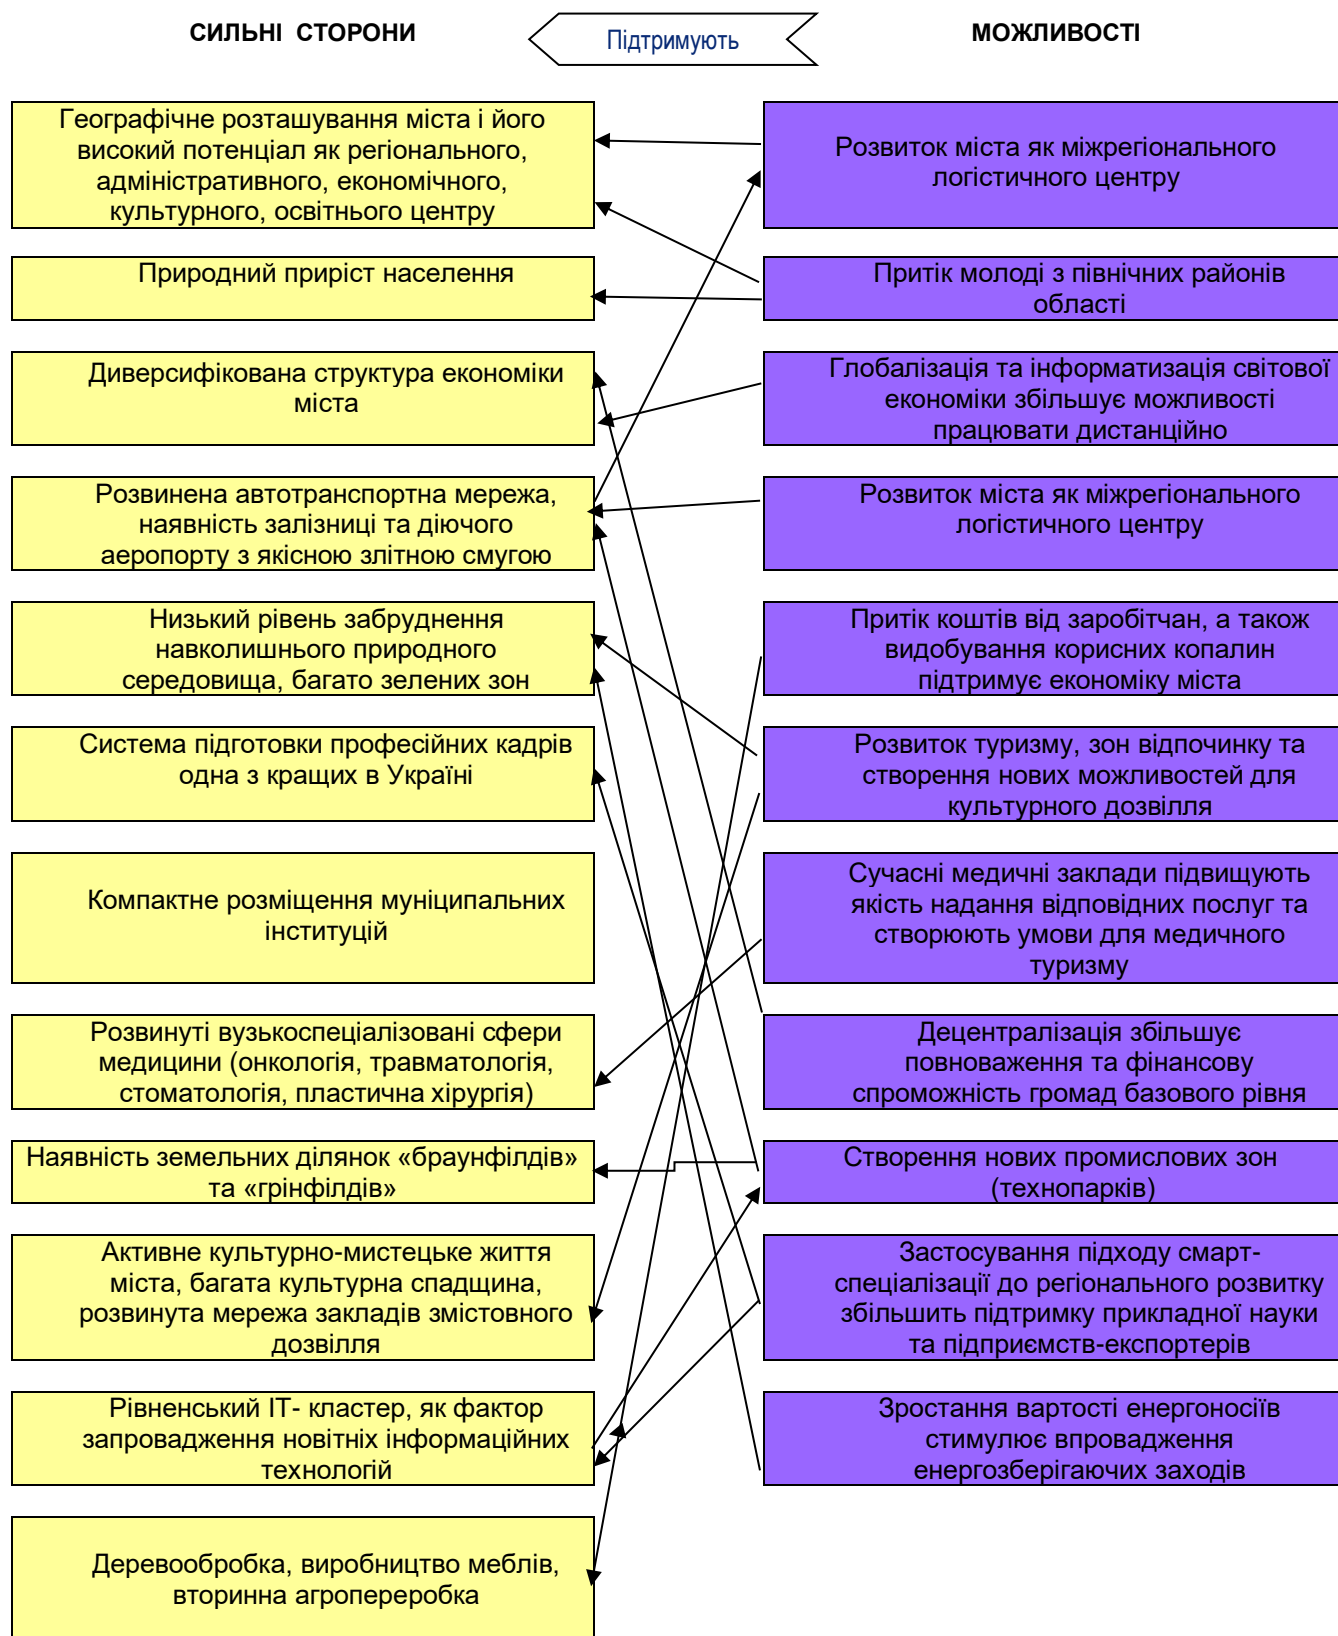 СИЛЬНІ СТОРОНИ
Підтримують
МОЖЛИВОСТІ
Географічне розташування міста і його
високий потенціал як регіонального,
адміністративного, економічного,
культурного, освітнього центру
Розвиток міста як міжрегіонального
логістичного центру
Природний приріст населення
Притік молоді з північних районів
області
Диверсифікована структура економіки
міста
Глобалізація та інформатизація світової
економіки збільшує можливості
працювати дистанційно
Розвинена автотранспортна мережа,
наявність залізниці та діючого
аеропорту з якісною злітною смугою
Розвиток міста як міжрегіонального
логістичного центру
Низький рівень забруднення
навколишнього природного
середовища, багато зелених зон
Притік коштів від заробітчан, а також
видобування корисних копалин
підтримує економіку міста
Система підготовки професійних кадрів
одна з кращих в Україні
Розвиток туризму, зон відпочинку та
створення нових можливостей для
культурного дозвілля
Компактне розміщення муніципальних
інституцій
Сучасні медичні заклади підвищують
якість надання відповідних послуг та
створюють умови для медичного
туризму
Розвинуті вузькоспеціалізовані сфери
медицини (онкологія, травматологія,
стоматологія, пластична хірургія)
Децентралізація збільшує
повноваження та фінансову
спроможність громад базового рівня
Наявність земельних ділянок «браунфілдів»
та «грінфілдів»
Створення нових промислових зон
(технопарків)
Активне культурно-мистецьке життя
міста, багата культурна спадщина,
розвинута мережа закладів змістовного
дозвілля
Застосування підходу смарт-
спеціалізації до регіонального розвитку
збільшить підтримку прикладної науки
та підприємств-експортерів
Рівненський ІТ- кластер, як фактор
запровадження новітніх інформаційних
технологій
Зростання вартості енергоносіїв
стимулює впровадження
енергозберігаючих заходів
Деревообробка, виробництво меблів,
вторинна агропереробка